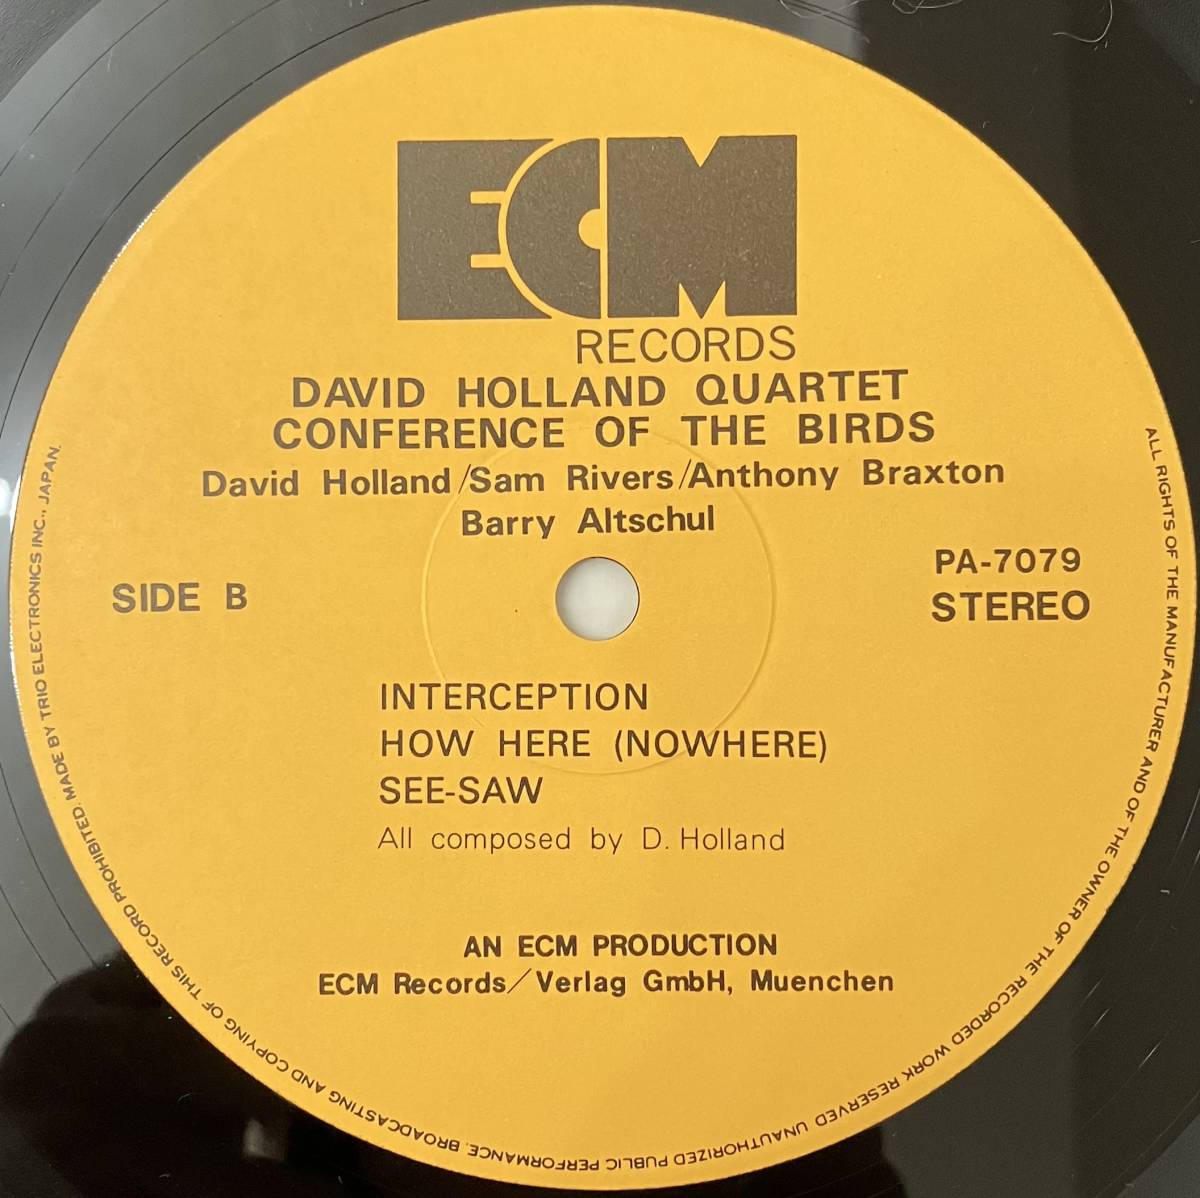 ECM
RECORDS
DAVID HOLLAND QUARTET
CONFERENCE OF THE BIRDS
David Holland/Sam Rivers/Anthony Braxton
Barry Altschul
SIDE B
PA-7079
STEREO
INTERCEPTION
HOW HERE (NOWHERE)
SEE-SAW
All composed by D. Holland
AN ECM PRODUCTION
ECM Records/Verlag GmbH, Muenchen
ALL RIGHTS OF THE MANUFACTURER AND OF THE OWNER OF THE RECORDED WORK RESERVED UNAUTHORIZED PUBLIC PERFORMANCE, BROADCASTING AND COPYING OF THIS RECORD PROHIBITED. MADE BY TRIO ELECTRONICS INC., JAPAN.